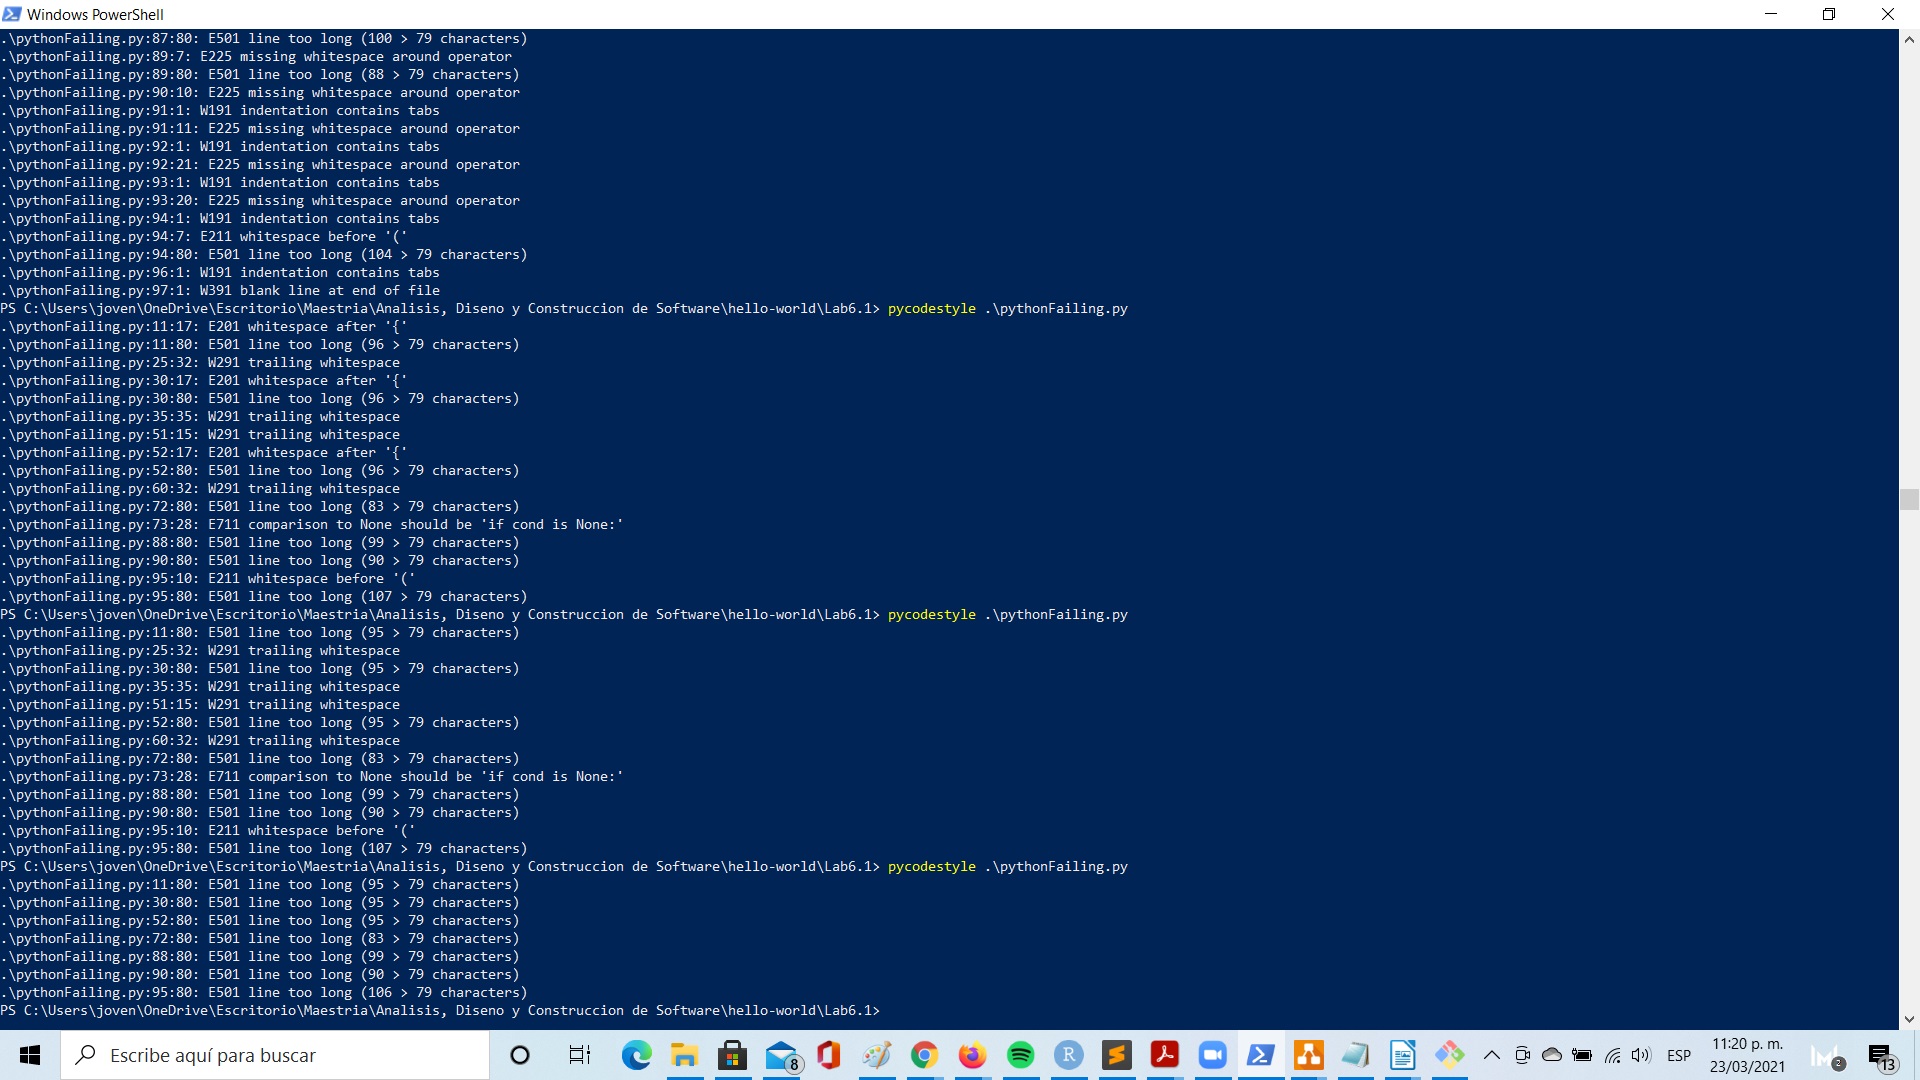 Windows PowerShell
.\pythonFailing.py:87:80: E501 line too long (100 > 79 characters)
.\pythonFailing.py:89:7: E225 missing whitespace around operator
.\pythonFailing.py:89:80: E501 line too long (88 > 79 characters)
.\pythonFailing.py:90:10: E225 missing whitespace around operator
.\pythonFailing.py:91:1: W191 indentation contains tabs
.\pythonFailing.py:91:11: E225 missing whitespace around operator
.\pythonFailing.py:92:1: W191 indentation contains tabs
.\pythonFailing.py:92:21: E225 missing whitespace around operator
.\pythonFailing.py:93:1: W191 indentation contains tabs
.\pythonFailing.py:93:20: E225 missing whitespace around operator
.\pythonFailing.py:94:1: W191 indentation contains tabs
.\pythonFailing.py:94:7: E211 whitespace before '('
.\pythonFailing.py:94:80: E501 line too long (104 > 79 characters)
.\pythonFailing.py:96:1: W191 indentation contains tabs
.\pythonFailing.py:97:1: W391 blank line at end of file
PS C:\Users\joven\OneDrive\Escritorio\Maestria\Analisis, Diseno y Construccion de Software\hello-world\Lab6.1> pycodestyle .\pythonFailing.py
.\pythonFailing.py:11:17: E201 whitespace after '{'
.\pythonFailing.py:11:80: E501 line too long (96 > 79 characters)
.\pythonFailing.py:25:32: W291 trailing whitespace
.\pythonFailing.py:30:17: E201 whitespace after '{'
.\pythonFailing.py:30:80: E501 line too long (96 > 79 characters)
.\pythonFailing.py:35:35: W291 trailing whitespace
.\pythonFailing.py:51:15: W291 trailing whitespace
.\pythonFailing.py:52:17: E201 whitespace after '{'
.\pythonFailing.py:52:80: E501 line too long (96 > 79 characters)
.\pythonFailing.py:60:32: W291 trailing whitespace
.\pythonFailing.py:72:80: E501 line too long (83 > 79 characters)
.\pythonFailing.py:73:28: E711 comparison to None should be 'if cond is None:'
.\pythonFailing.py:88:80: E501 line too long (99 > 79 characters)
.\pythonFailing.py:90:80: E501 line too long (90 > 79 characters)
.\pythonFailing.py:95:10: E211 whitespace before '('
.\pythonFailing.py:95:80: E501 line too long (107 > 79 characters)
PS C:\Users\joven\OneDrive\Escritorio\Maestria\Analisis, Diseno y Construccion de Software\hello-world\Lab6.1> pycodestyle .\pythonFailing.py
.\pythonFailing.py:11:80: E501 line too long (95 > 79 characters)
.\pythonFailing.py:25:32: W291 trailing whitespace
.\pythonFailing.py:30:80: E501 line too long (95 > 79 characters)
.\pythonFailing.py:35:35: W291 trailing whitespace
.\pythonFailing.py:51:15: W291 trailing whitespace
.\pythonFailing.py:52:80: E501 line too long (95 > 79 characters)
.\pythonFailing.py:60:32: W291 trailing whitespace
.\pythonFailing.py:72:80: E501 line too long (83 > 79 characters)
.\pythonFailing.py:73:28: E711 comparison to None should be 'if cond is None:'
.\pythonFailing.py:88:80: E501 line too long (99 > 79 characters)
.\pythonFailing.py:90:80: E501 line too long (90 > 79 characters)
.\pythonFailing.py:95:10: E211 whitespace before '('
.\pythonFailing.py:95:80: E501 line too long (107 > 79 characters)
PS C:\Users\joven\OneDrive\Escritorio\Maestria\Analisis, Diseno y Construccion de Software\hello-world\Lab6.1> pycodestyle .\pythonFailing.py
.\pythonFailing.py:11:80: E501 line too long (95 > 79 characters)
.\pythonFailing.py:30:80: E501 line too long (95 > 79 characters)
.\pythonFailing.py:52:80: E501 line too long (95 > 79 characters)
.\pythonFailing.py:72:80: E501 line too long (83 > 79 characters)
.\pythonFailing.py:88:80: E501 line too long (99 > 79 characters)
.\pythonFailing.py:90:80: E501 line too long (90 > 79 characters)
.\pythonFailing.py:95:80: E501 line too long (106 > 79 characters)
PS C:\Users\joven\OneDrive\Escritorio\Maestria\Analisis, Diseno y Construccion de Software\hello-world\Lab6.1>
Escribe aquí para buscar
8
R
ESP
11:20 p. m.
23/03/2021
2
13